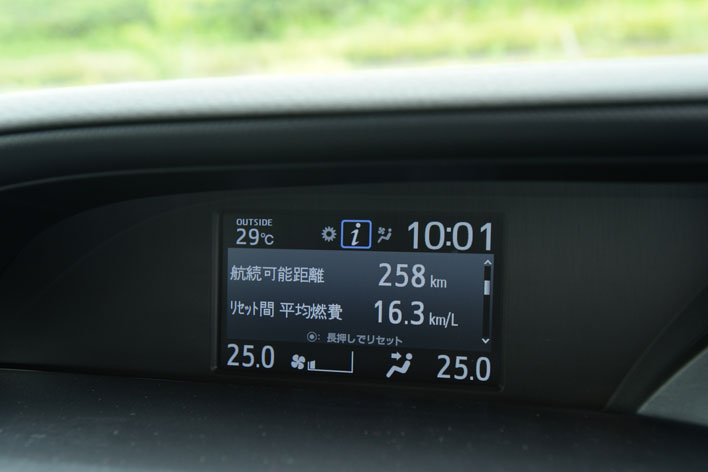 OUTSIDE
29℃
i
10:01
航続可能距離 258 km
ﾘｾｯﾄ間 平均燃費 16.3 km/L
◉: 長押しでリセット
25.0
25.0